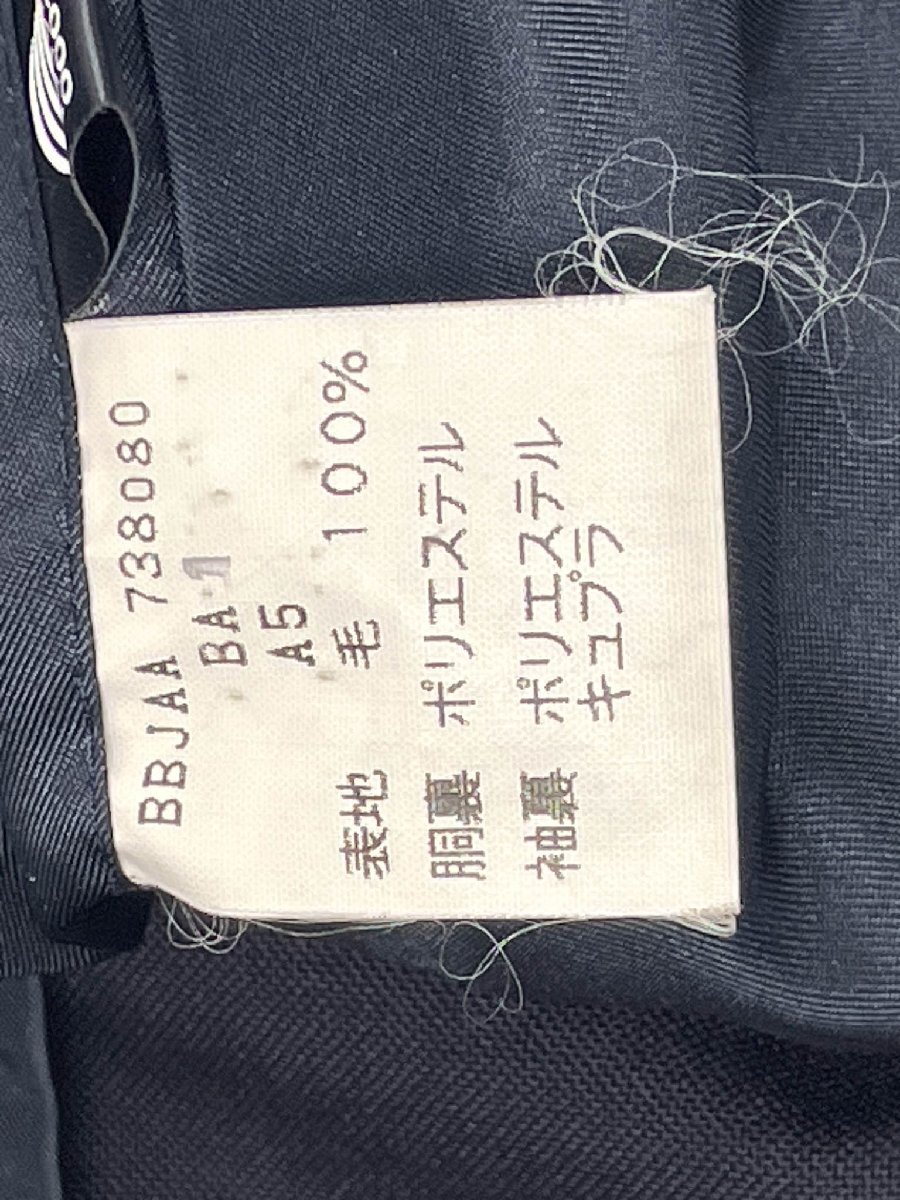 BBJAA 738080
BA 1
A5
表地 毛 100%
胴裏 ポリエステル
袖裏 ポリエステル
キュプラ